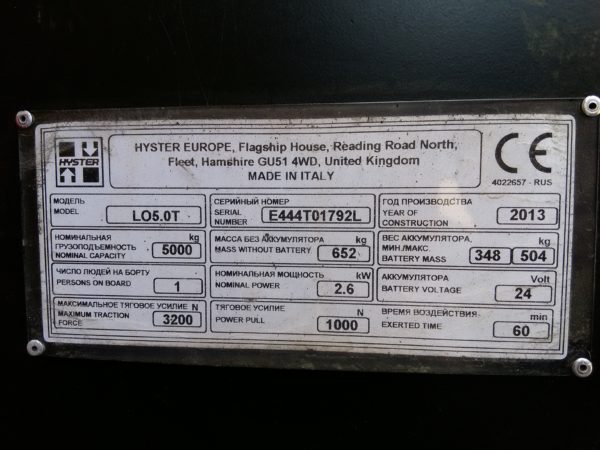 HYSTER
HYSTER EUROPE, Flagship House, Reading Road North,
Fleet, Hamshire GU51 4WD, United Kingdom
MADE IN ITALY
CE
4022657 - RUS
МОДЕЛЬ
MODEL
LO5.0T
СЕРИЙНЫЙ НОМЕР
SERIAL
NUMBER
E444T01792L
ГОД ПРОИЗВОДСТВА
YEAR OF
CONSTRUCTION
2013
НОМИНАЛЬНАЯ
ГРУЗОПОДЪЕМНОСТЬ
NOMINAL CAPACITY
kg
5000
МАССА БЕЗ АККУМУЛЯТОРА
MASS WITHOUT BATTERY
kg
652
ВЕС АККУМУЛЯТОРА,
МИН./МАКС.
BATTERY MASS
348
kg
504
ЧИСЛО ЛЮДЕЙ НА БОРТУ
PERSONS ON BOARD
1
НОМИНАЛЬНАЯ МОЩНОСТЬ
NOMINAL POWER
kW
2.6
АККУМУЛЯТОРА
BATTERY VOLTAGE
Volt
24
МАКСИМАЛЬНОЕ ТЯГОВОЕ УСИЛИЕ N
MAXIMUM TRACTION
FORCE
3200
ТЯГОВОЕ УСИЛИЕ
POWER PULL
N
1000
ВРЕМЯ ВОЗДЕЙСТВИЯ
EXERTED TIME
min
60